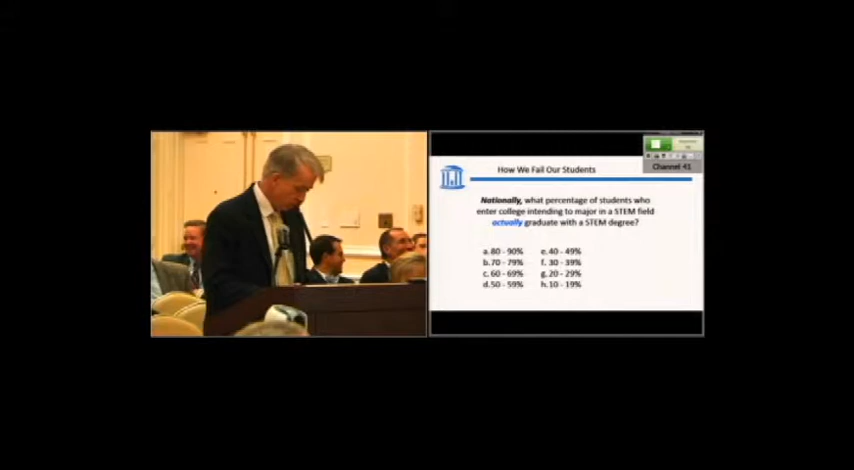 Channel 41
How We Fail Our Students
Nationally, what percentage of students who
enter college intending to major in a STEM field
actually graduate with a STEM degree?
a. 80 - 90% e. 40 - 49%
b. 70 - 79% f. 30 - 39%
c. 60 - 69% g. 20 - 29%
d. 50 - 59% h. 10 - 19%